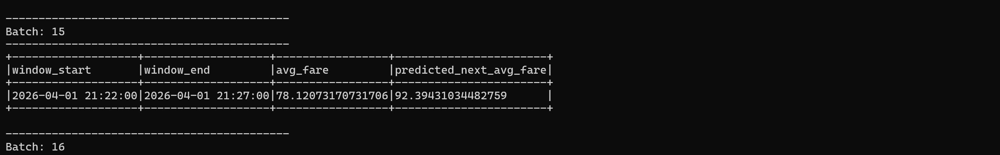 -------------------------------------------
Batch: 15
-------------------------------------------
+-------------------+-------------------+-----------------+-----------------------+
|window_start       |window_end         |avg_fare         |predicted_next_avg_fare|
+-------------------+-------------------+-----------------+-----------------------+
|2026-04-01 21:22:00|2026-04-01 21:27:00|78.12073170731706|92.39431034482759      |
+-------------------+-------------------+-----------------+-----------------------+
-------------------------------------------
Batch: 16